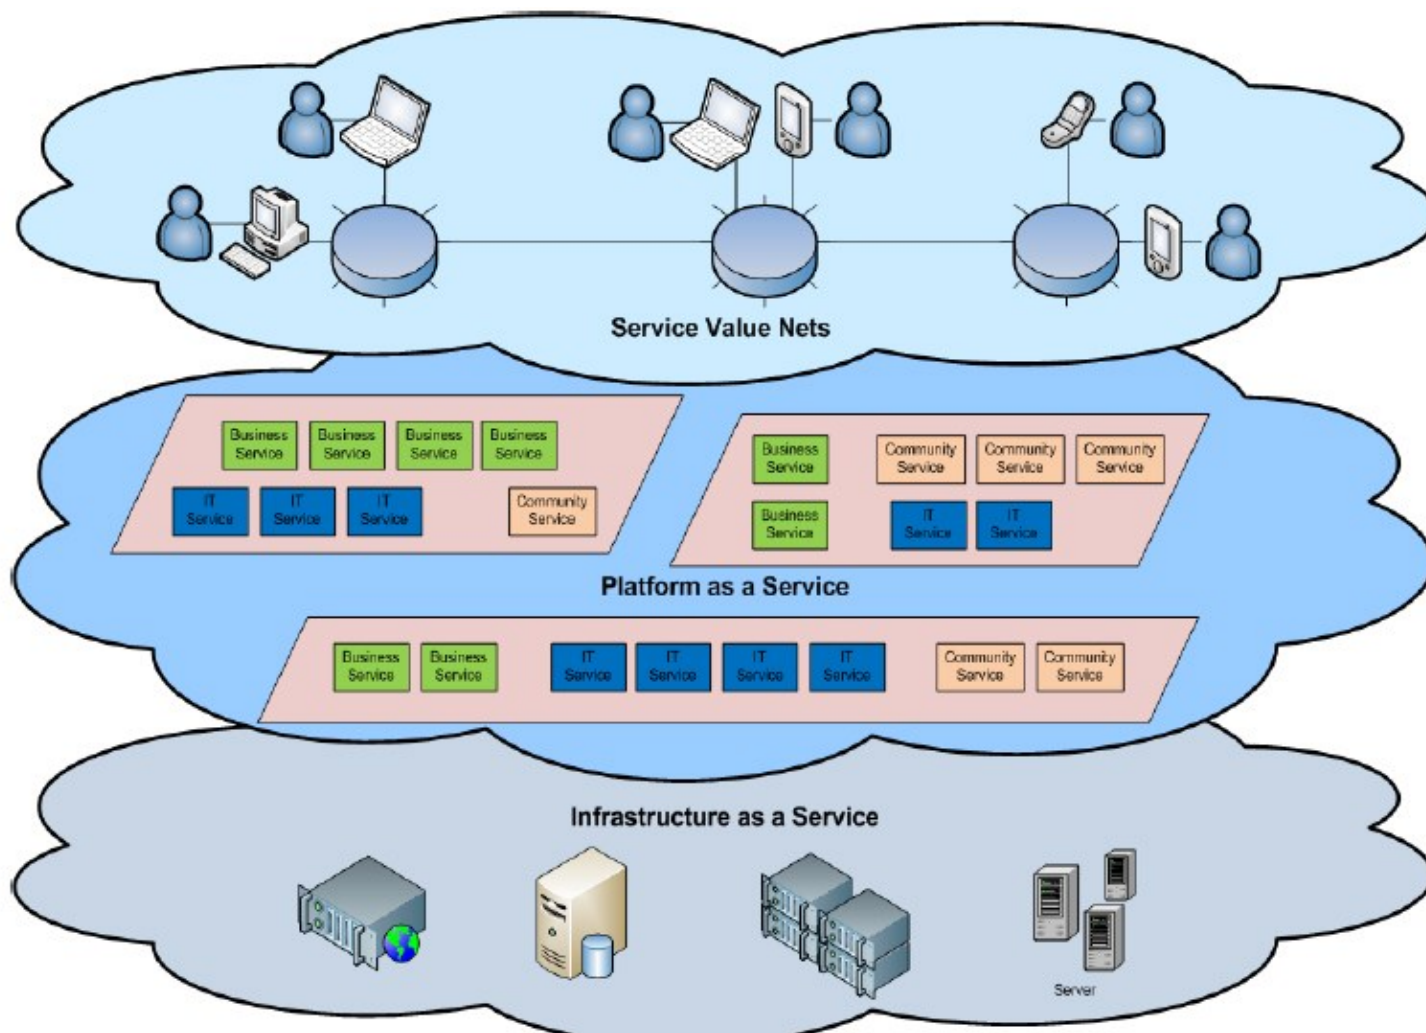 Service Value Nets
Business
Service
Business
Service
Business
Service
Business
Service
IT
Service
IT
Service
IT
Service
Community
Service
Business
Service
Community
Service
Community
Service
Community
Service
Business
Service
IT
Service
IT
Service
Platform as a Service
Business
Service
Business
Service
IT
Service
IT
Service
IT
Service
IT
Service
Community
Service
Community
Service
Infrastructure as a Service
Server